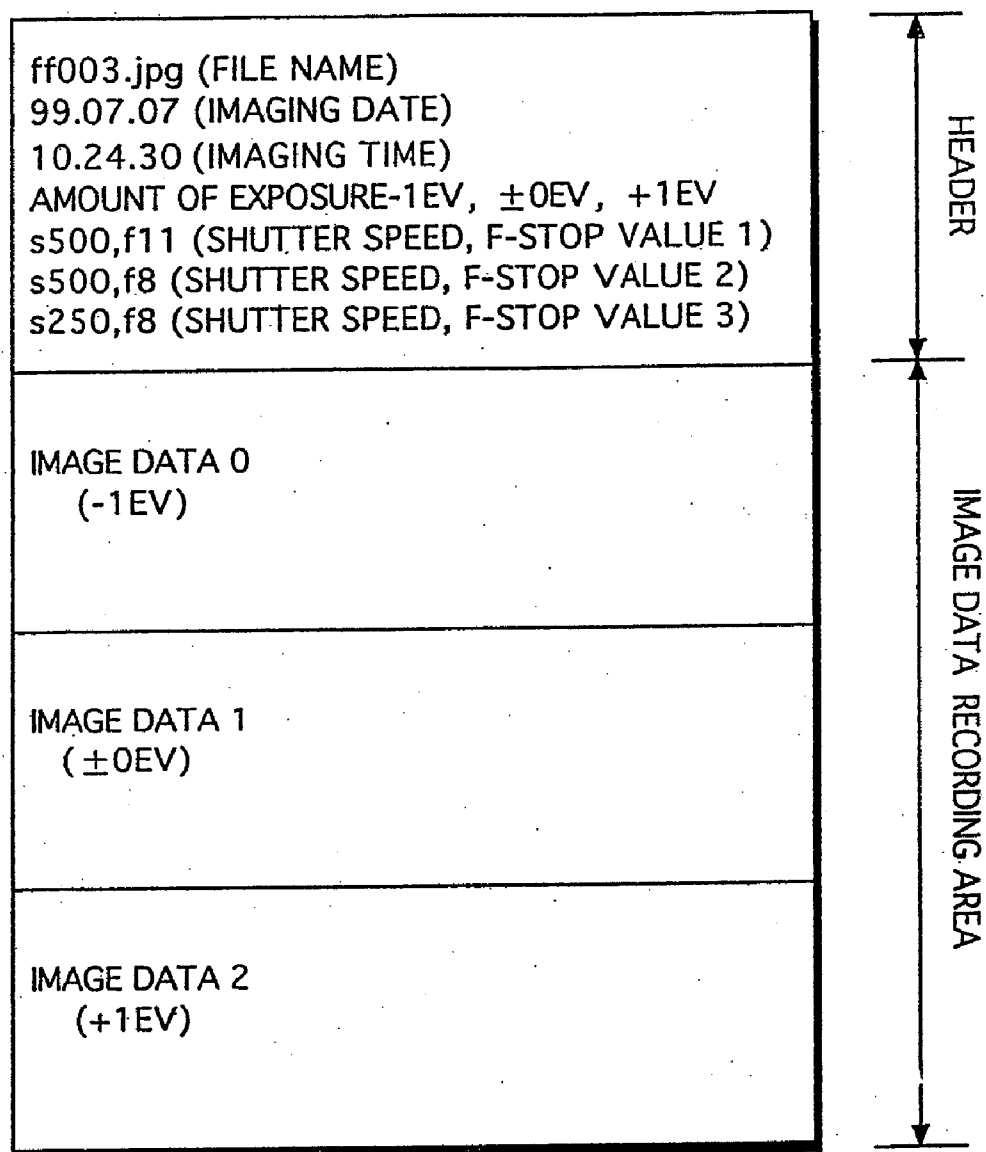 ff003.jpg (FILE NAME)
99.07.07 (IMAGING DATE)
10.24.30 (IMAGING TIME)
AMOUNT OF EXPOSURE-1EV, ±0EV, +1EV
s500,f11 (SHUTTER SPEED, F-STOP VALUE 1)
s500,f8 (SHUTTER SPEED, F-STOP VALUE 2)
s250,f8 (SHUTTER SPEED, F-STOP VALUE 3)
HEADER
IMAGE DATA 0
(-1EV)
IMAGE DATA 1
(±0EV)
IMAGE DATA 2
(+1EV)
IMAGE DATA RECORDING AREA